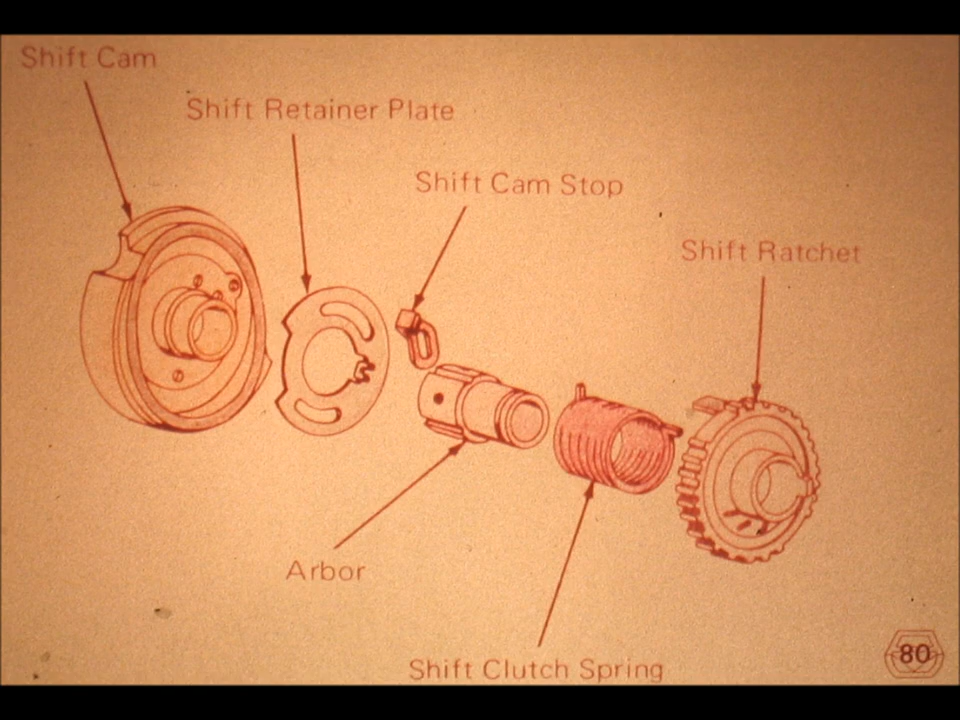 Shift Cam
Shift Retainer Plate
Shift Cam Stop
Shift Ratchet
Arbor
Shift Clutch Spring
80